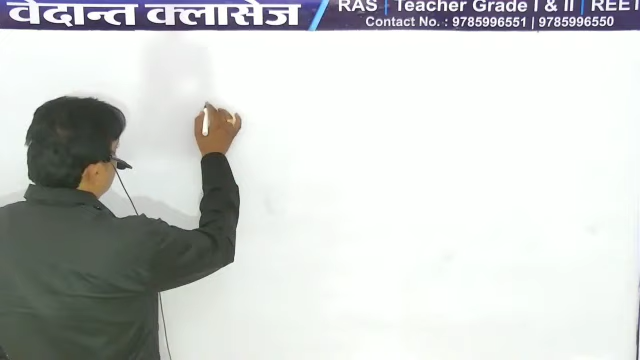 वेदान्त क्लासेज
RAS | Teacher Grade I & II | REET
Contact No. : 9785996551 | 9785996550